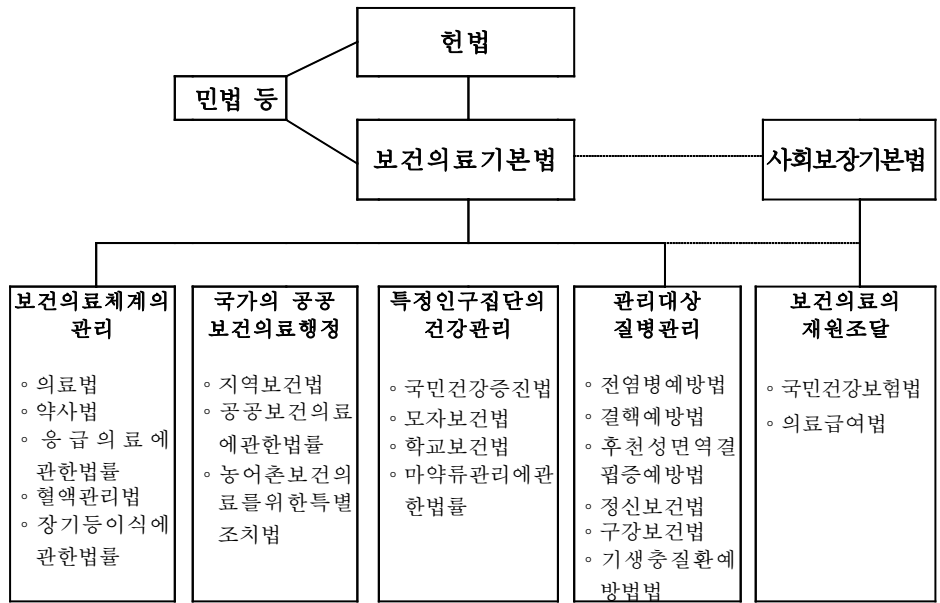 헌법
민법 등
보건의료기본법
사회보장기본법
보건의료체계의
관리
◦ 의료법
◦ 약사법
◦ 응급의료에
관한법률
◦ 혈액관리법
◦ 장기등이식에
관한법률
국가의 공공
보건의료행정
◦ 지역보건법
◦ 공공보건의료
에관한법률
◦ 농어촌보건의
료를위한특별
조치법
특정인구집단의
건강관리
◦ 국민건강증진법
◦ 모자보건법
◦ 학교보건법
◦ 마약류관리에관
한법률
관리대상
질병관리
◦ 전염병예방법
◦ 결핵예방법
◦ 후천성면역결
핍증예방법
◦ 정신보건법
◦ 구강보건법
◦ 기생충질환예
방법법
보건의료의
재원조달
◦ 국민건강보험법
◦ 의료급여법